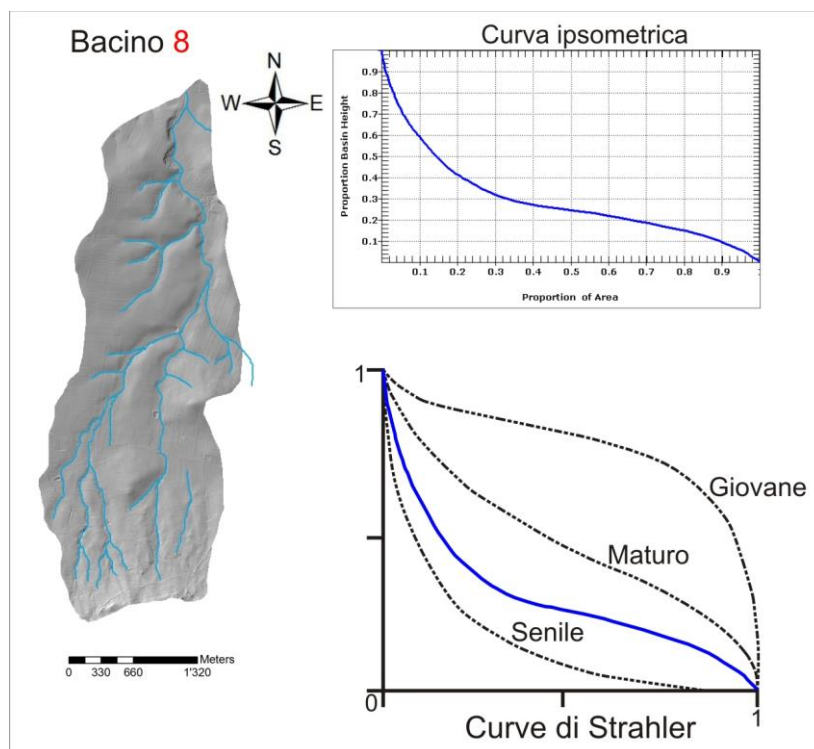 Bacino 8
N
W E
S
Meters
0 330 660 1'320
Curva ipsometrica
Proportion Basin Height
0.9
0.8
0.7
0.6
0.5
0.4
0.3
0.2
0.1
0.1 0.2 0.3 0.4 0.5 0.6 0.7 0.8 0.9
Proportion of Area
1
Giovane
Maturo
Senile
0 1
Curve di Strahler